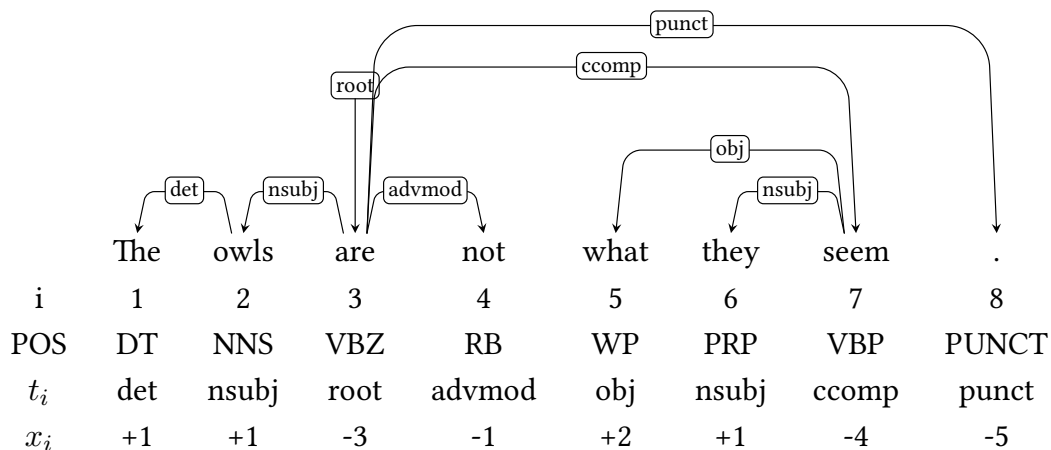 punct
ccomp
root
obj
det nsubj advmod nsubj
The owls are not what they seem .
i 1 2 3 4 5 6 7 8
POS DT NNS VBZ RB WP PRP VBP PUNCT
t_i det nsubj root advmod obj nsubj ccomp punct
x_i +1 +1 -3 -1 +2 +1 -4 -5